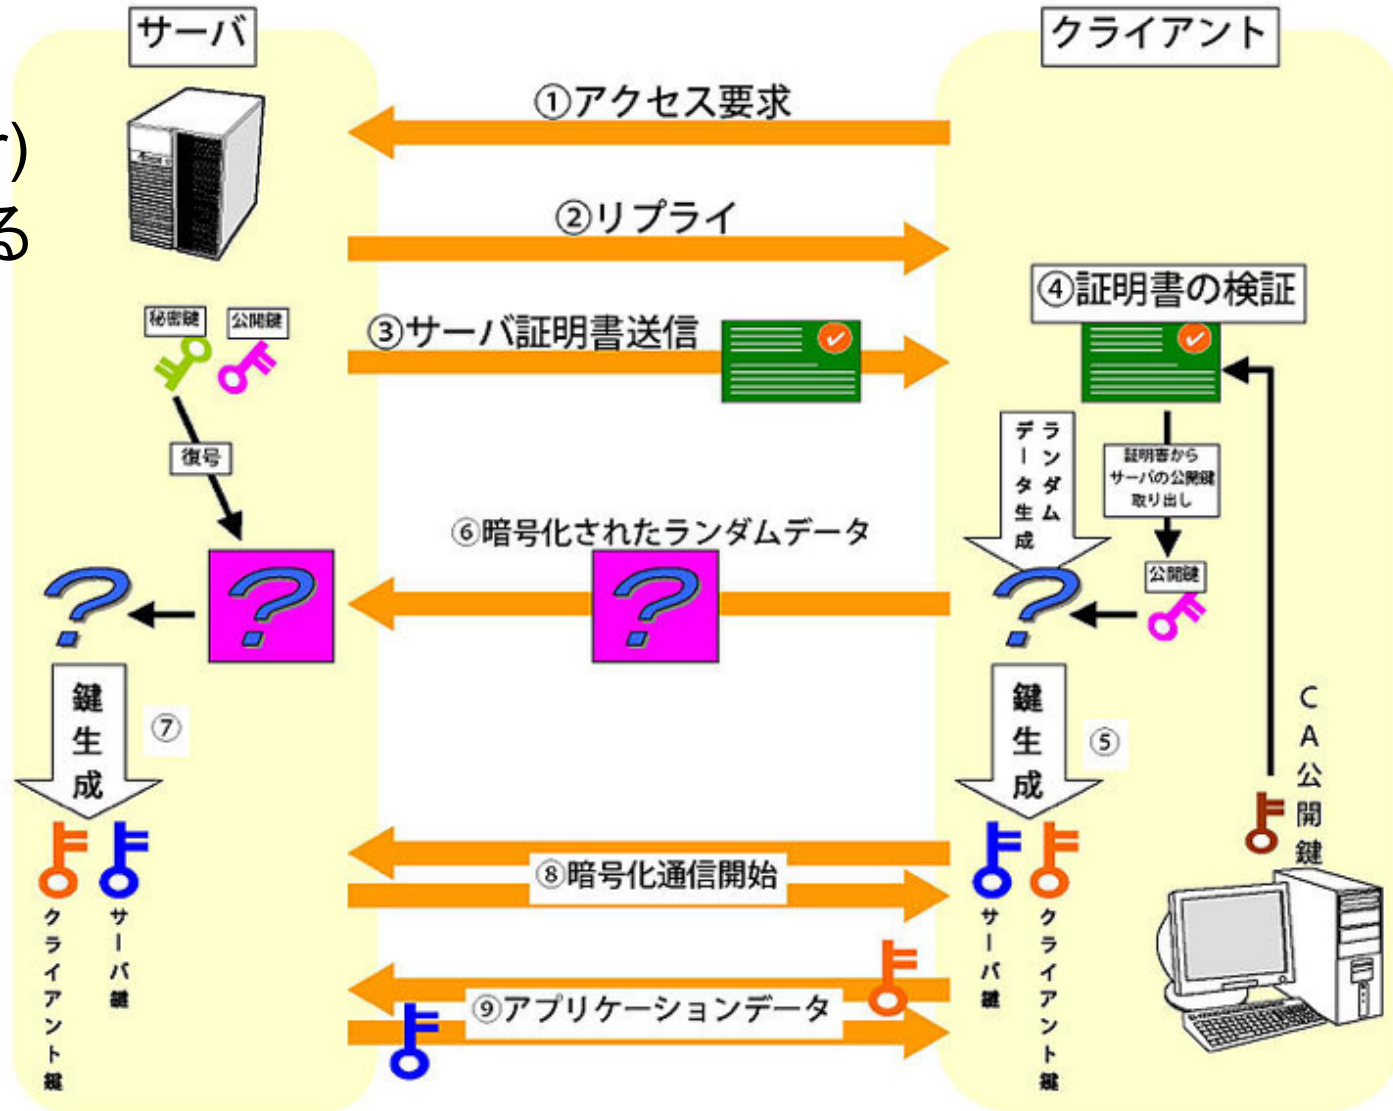 サーバ
クライアント
r)
る
①アクセス要求
②リプライ
③サーバ証明書送信
④証明書の検証
秘密鍵
公開鍵
復号
ランダム
データ生成
証明書から
サーバの公開鍵
取り出し
公開鍵
⑥暗号化されたランダムデータ
鍵生成
⑦
鍵生成
⑤
CA公開鍵
⑧暗号化通信開始
クライアント鍵
サーバ鍵
サーバ鍵
クライアント鍵
⑨アプリケーションデータ